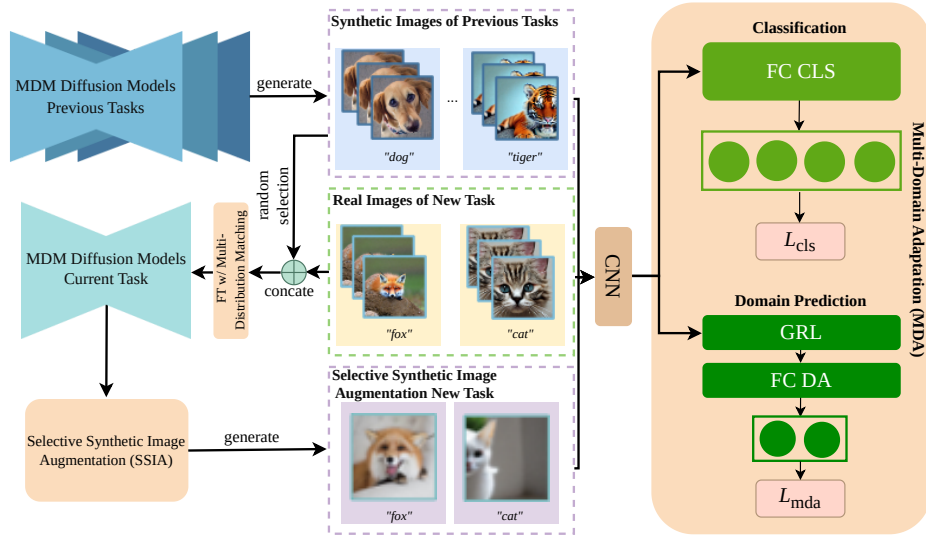 MDM Diffusion Models
Previous Tasks
generate
Synthetic Images of Previous Tasks
...
"dog"
"tiger"
random
selection
MDM Diffusion Models
Current Task
FT w/ Multi-
Distribution Matching
concate
Real Images of New Task
"fox"
"cat"
Selective Synthetic Image
Augmentation (SSIA)
generate
Selective Synthetic Image
Augmentation New Task
"fox"
"cat"
CNN
Classification
FC CLS
Lcls
Domain Prediction
GRL
FC DA
Lmda
Multi-Domain
Adaptation (MDA)